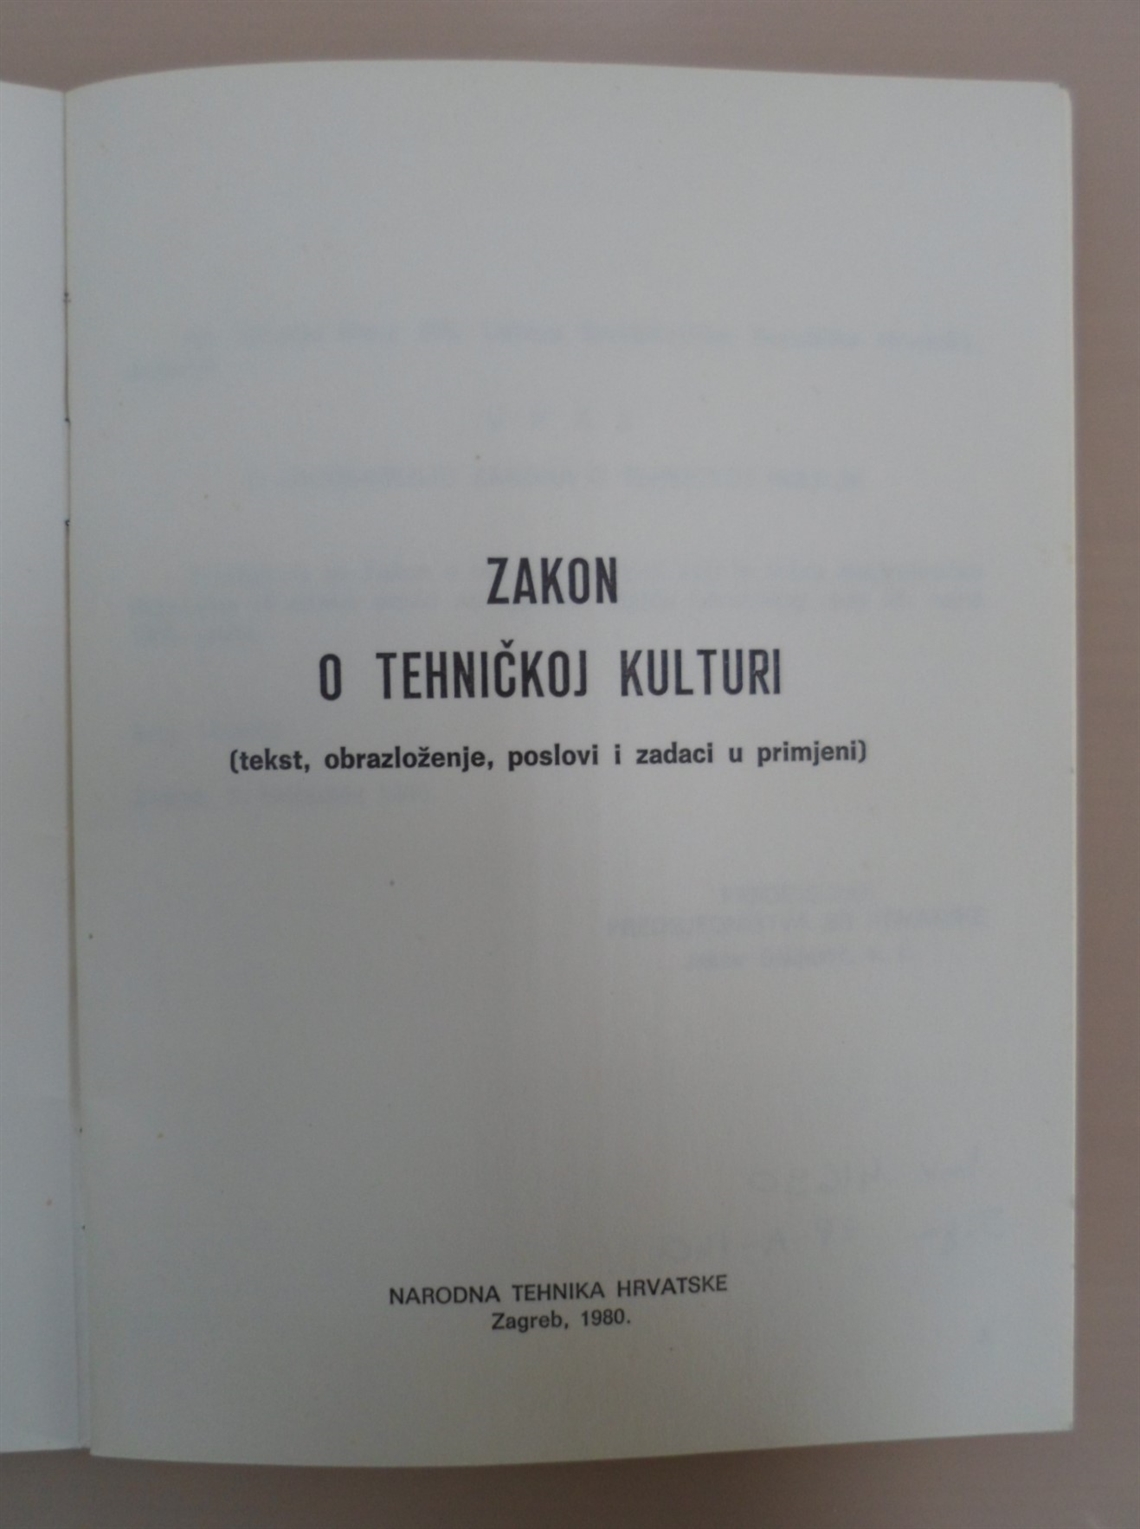 ZAKON
O TEHNIČKOJ KULTURI
(tekst, obrazloženje, poslovi i zadaci u primjeni)
NARODNA TEHNIKA HRVATSKE
Zagreb, 1980.